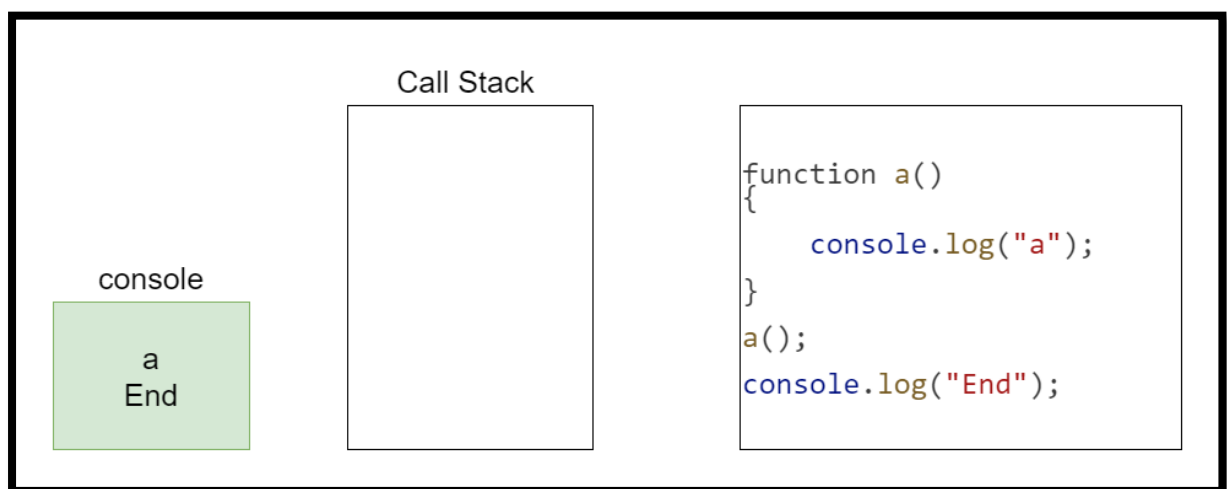 Call Stack
console
a
End
function a()
{
console.log("a");
}
a();
console.log("End");